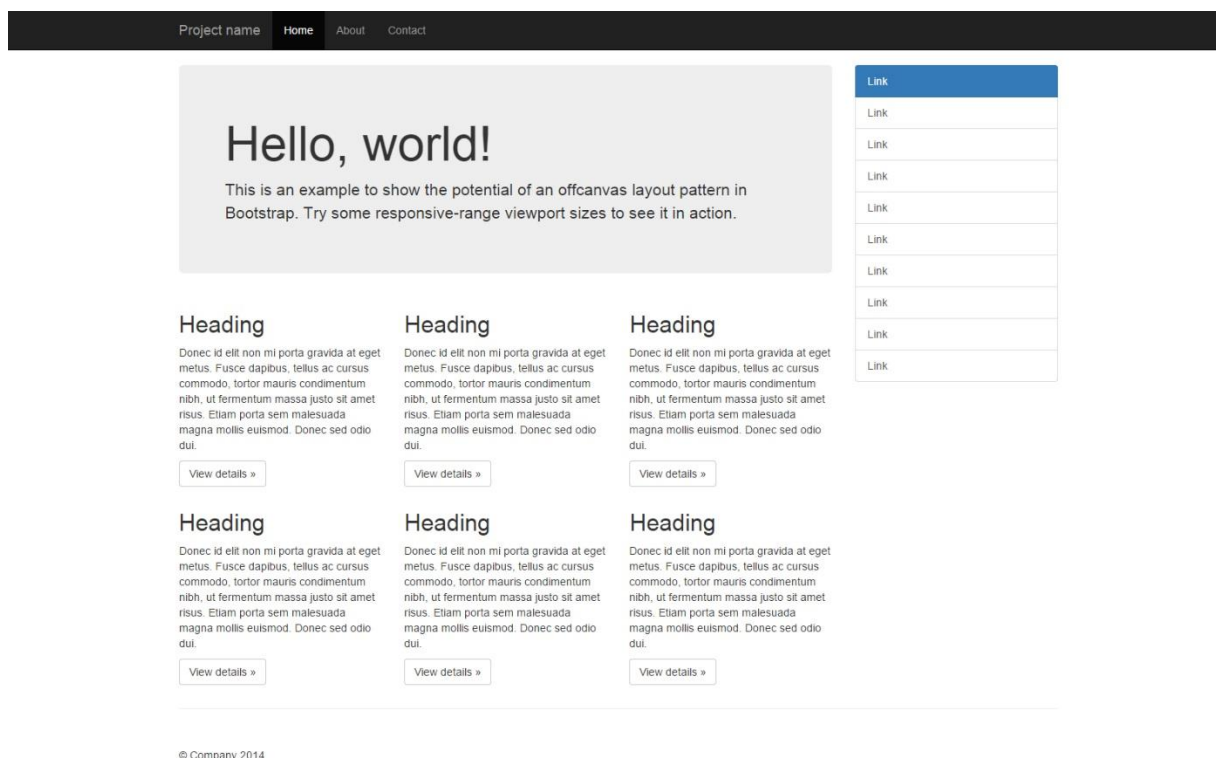 Project name Home About Contact
Hello, world!
This is an example to show the potential of an offcanvas layout pattern in
Bootstrap. Try some responsive-range viewport sizes to see it in action.
Link
Link
Link
Link
Link
Link
Link
Link
Link
Link
Heading
Donec id elit non mi porta gravida at eget
metus. Fusce dapibus, tellus ac cursus
commodo, tortor mauris condimentum
nibh, ut fermentum massa justo sit amet
risus. Etiam porta sem malesuada
magna mollis euismod. Donec sed odio
dui.
View details »
Heading
Donec id elit non mi porta gravida at eget
metus. Fusce dapibus, tellus ac cursus
commodo, tortor mauris condimentum
nibh, ut fermentum massa justo sit amet
risus. Etiam porta sem malesuada
magna mollis euismod. Donec sed odio
dui.
View details »
Heading
Donec id elit non mi porta gravida at eget
metus. Fusce dapibus, tellus ac cursus
commodo, tortor mauris condimentum
nibh, ut fermentum massa justo sit amet
risus. Etiam porta sem malesuada
magna mollis euismod. Donec sed odio
dui.
View details »
Heading
Donec id elit non mi porta gravida at eget
metus. Fusce dapibus, tellus ac cursus
commodo, tortor mauris condimentum
nibh, ut fermentum massa justo sit amet
risus. Etiam porta sem malesuada
magna mollis euismod. Donec sed odio
dui.
View details »
Heading
Donec id elit non mi porta gravida at eget
metus. Fusce dapibus, tellus ac cursus
commodo, tortor mauris condimentum
nibh, ut fermentum massa justo sit amet
risus. Etiam porta sem malesuada
magna mollis euismod. Donec sed odio
dui.
View details »
Heading
Donec id elit non mi porta gravida at eget
metus. Fusce dapibus, tellus ac cursus
commodo, tortor mauris condimentum
nibh, ut fermentum massa justo sit amet
risus. Etiam porta sem malesuada
magna mollis euismod. Donec sed odio
dui.
View details »
© Company 2014